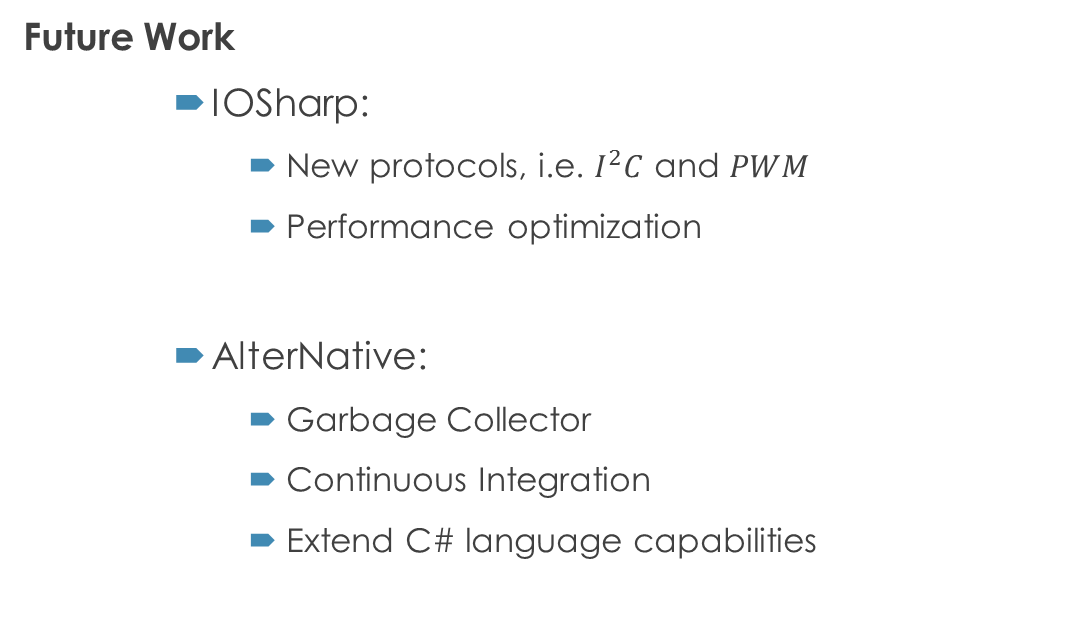 Future Work
IOSharp:
New protocols, i.e. I²C and PWM
Performance optimization
AlterNative:
Garbage Collector
Continuous Integration
Extend C# language capabilities